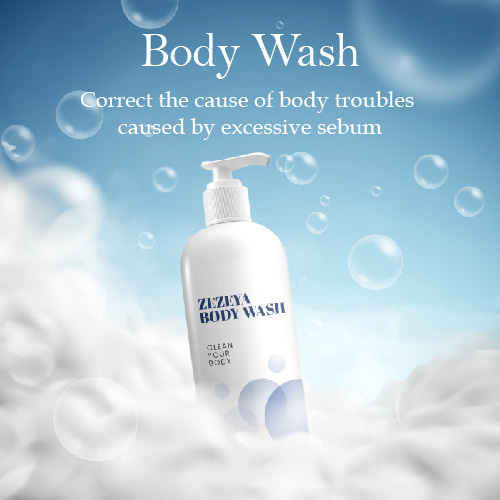 Body Wash
Correct the cause of body troubles
caused by excessive sebum
ZEZEYA
BODY WASH
CLEAN
YOUR
BODY